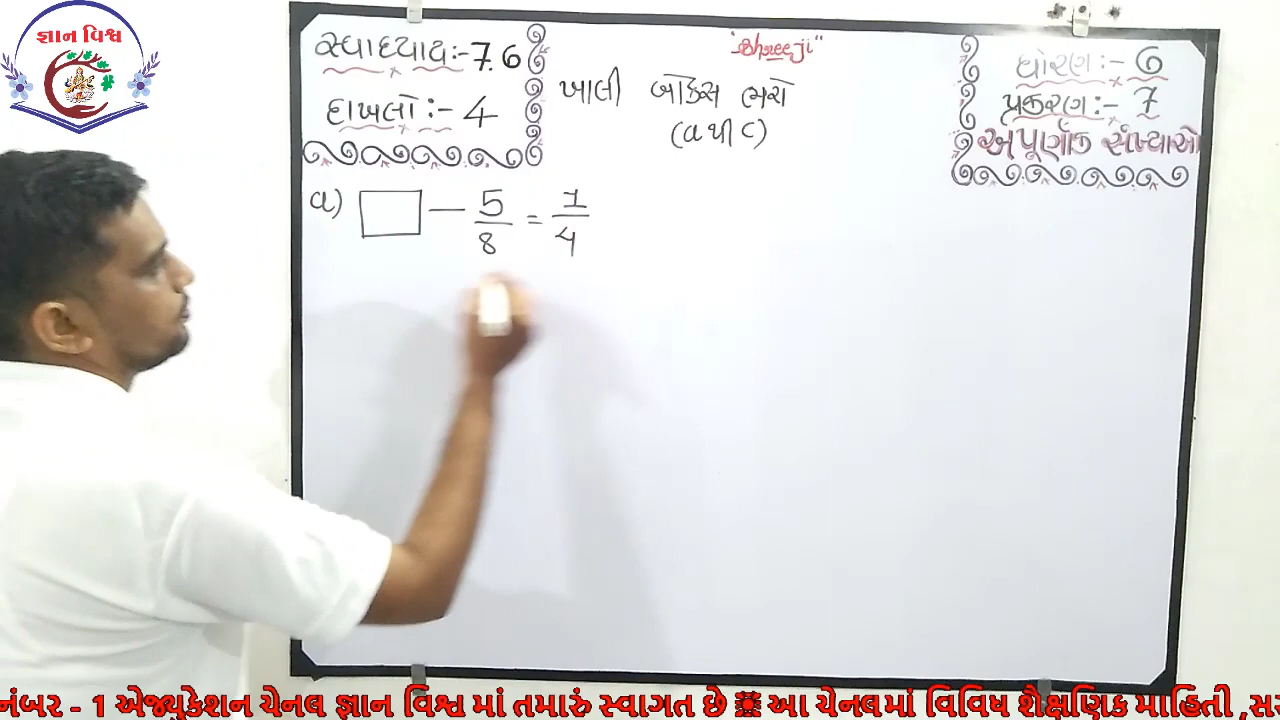 જ્ઞાન વિશ્વ
સ્વાધ્યાય:- 7.6
દાખલો :- 4
"Shreeji"
ખાલી બોક્સ ભરો
(a થી c)
ધોરણ :- 6
પ્રકરણ :- 7
અપૂર્ણાંક સંખ્યાઓ
a) □ — 5/8 = 1/4
નંબર - 1 એજ્યુકેશન ચેનલ જ્ઞાન વિશ્વ માં તમારું સ્વાગત છે આ ચેનલમાં વિવિધ શૈક્ષણિક માહિતી ,સ